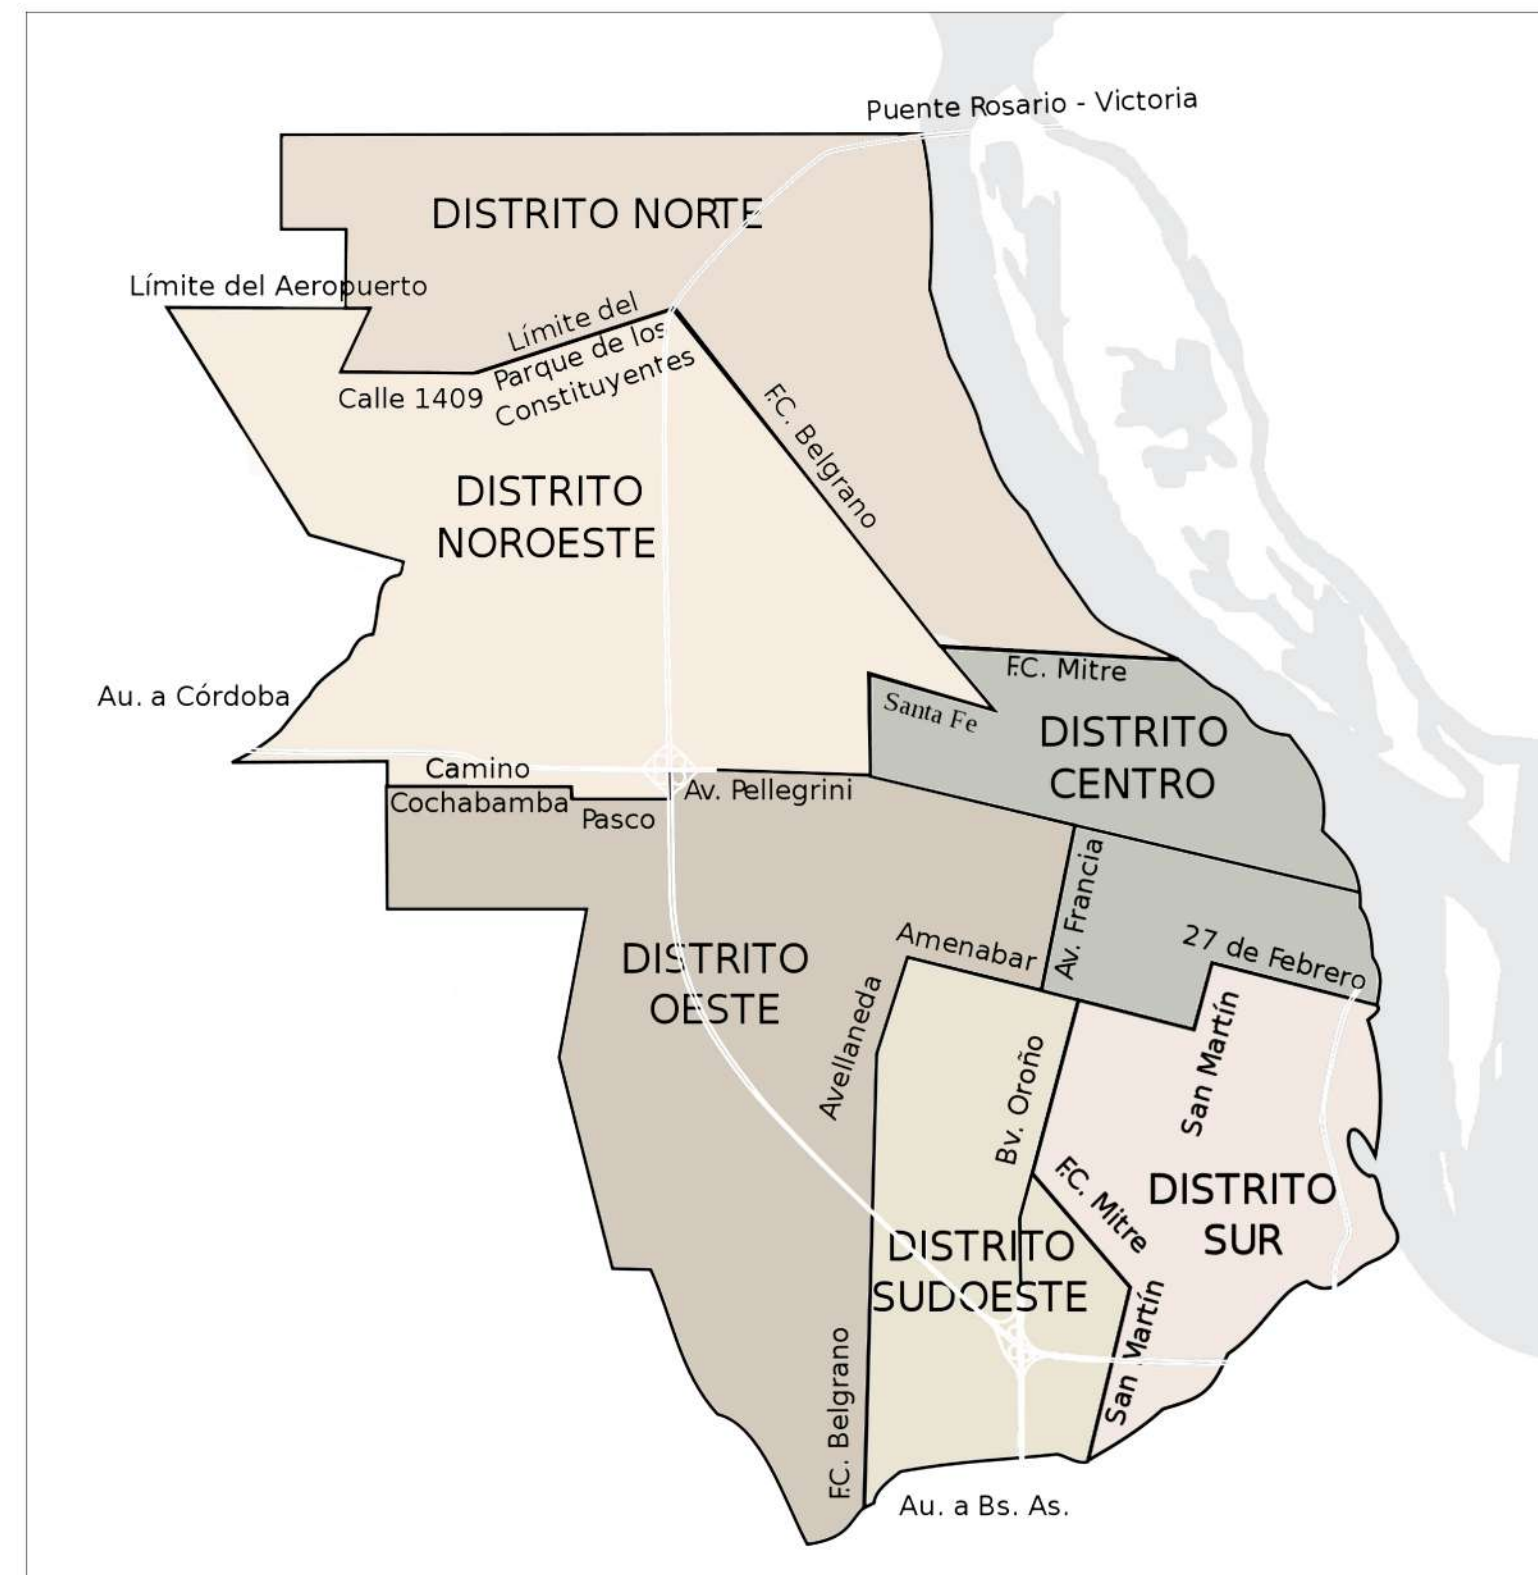 Puente Rosario - Victoria
DISTRITO NORTE
Límite del Aeropuerto
Límite del
Parque de los
Constituyentes
Calle 1409
F.C. Belgrano
DISTRITO
NOROESTE
F.C. Mitre
Au. a Córdoba
Santa Fe
DISTRITO
CENTRO
Camino
Cochabamba
Pasco
Av. Pellegrini
Av. Francia
Amenabar
27 de Febrero
DISTRITO
OESTE
Avellaneda
Bv. Oroño
San Martín
F.C. Mitre
DISTRITO
SUR
DISTRITO
SUDOESTE
San Martín
F.C. Belgrano
Au. a Bs. As.